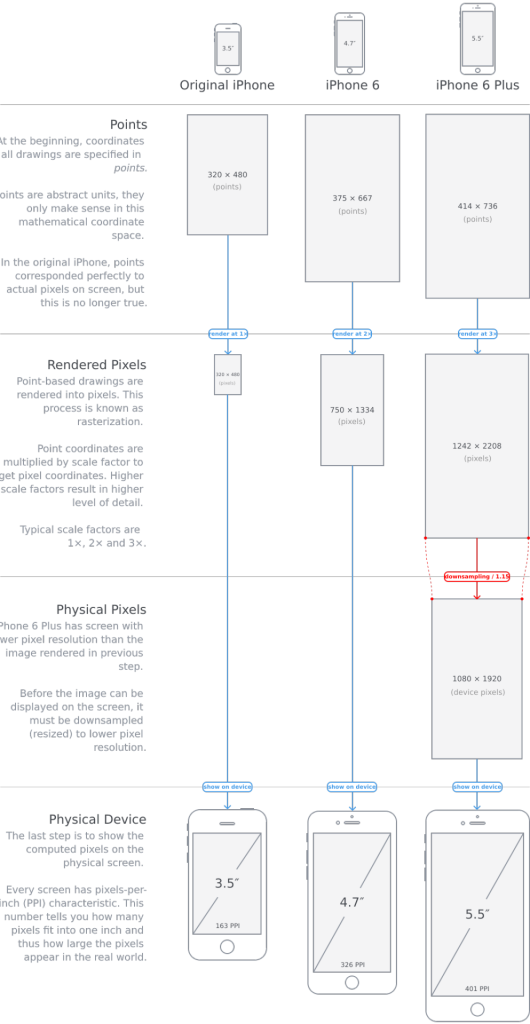 3.5″
4.7″
5.5″
Original iPhone
iPhone 6
iPhone 6 Plus
Points
At the beginning, coordinates
all drawings are specified in
points.
oints are abstract units, they
only make sense in this
mathematical coordinate
space.
In the original iPhone, points
corresponded perfectly to
actual pixels on screen, but
this is no longer true.
320 × 480
(points)
375 × 667
(points)
414 × 736
(points)
render at 1×
render at 2×
render at 3×
Rendered Pixels
Point-based drawings are
rendered into pixels. This
process is known as
rasterization.
Point coordinates are
multiplied by scale factor to
get pixel coordinates. Higher
scale factors result in higher
level of detail.
Typical scale factors are
1×, 2× and 3×.
320 × 480
(pixels)
750 × 1334
(pixels)
1242 × 2208
(pixels)
downsampling / 1.15
Physical Pixels
Phone 6 Plus has screen with
wer pixel resolution than the
image rendered in previous
step.
Before the image can be
displayed on the screen, it
must be downsampled
(resized) to lower pixel
resolution.
1080 × 1920
(device pixels)
show on device
show on device
show on device
Physical Device
The last step is to show the
computed pixels on the
physical screen.
Every screen has pixels-per-
inch (PPI) characteristic. This
number tells you how many
pixels fit into one inch and
thus how large the pixels
appear in the real world.
3.5″
163 PPI
4.7″
326 PPI
5.5″
401 PPI